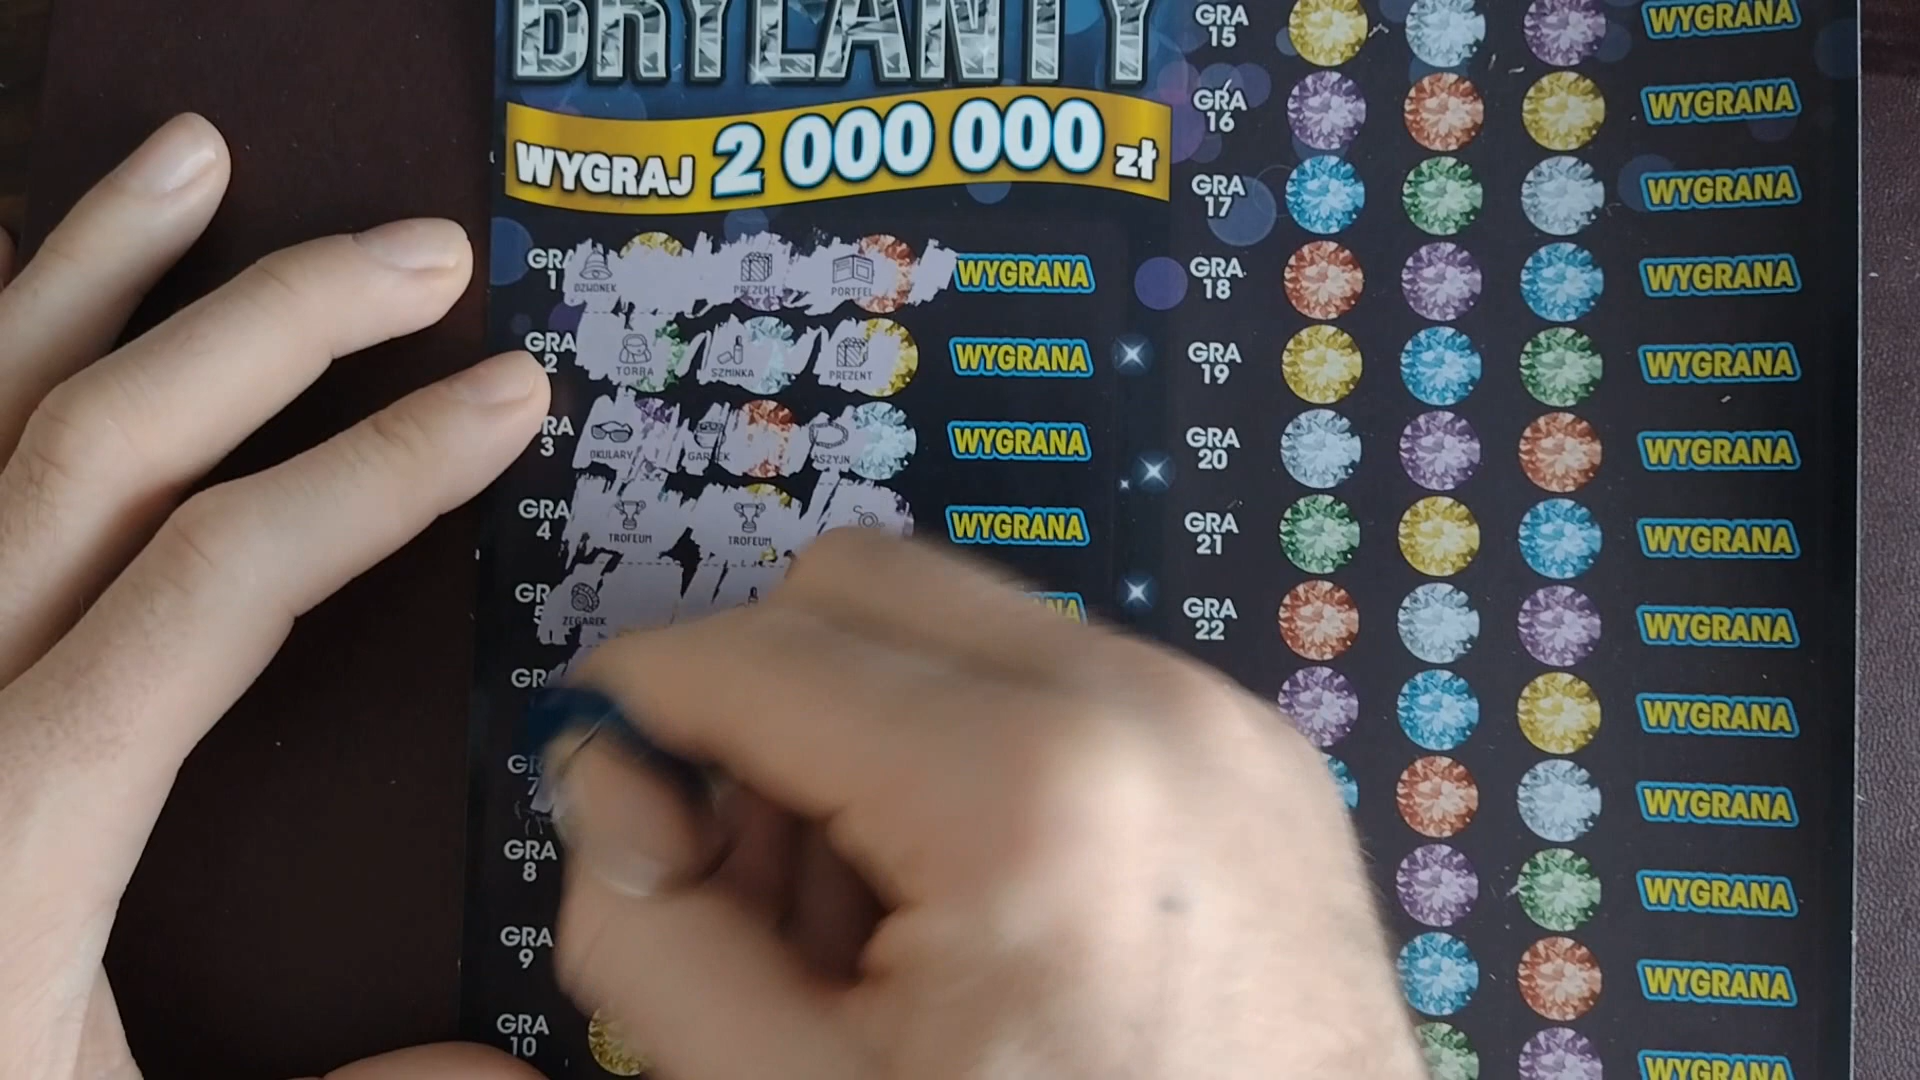 BRYLANTY
WYGRAJ 2 000 000 zł
GRA 1 WYGRANA
DZWONEK PREZENT PORTFEL
GRA 2 WYGRANA
TORBA SZMINKA PREZENT
GRA 3 WYGRANA
OKULARY
GRA 4 WYGRANA
TROFEUM TROFEUM
ZEGAREK
GRA
8
GRA
9
GRA
10
GRA
15 WYGRANA
GRA
16 WYGRANA
GRA
17 WYGRANA
GRA
18 WYGRANA
GRA
19 WYGRANA
GRA
20 WYGRANA
GRA
21 WYGRANA
GRA
22 WYGRANA
WYGRANA
WYGRANA
WYGRANA
WYGRANA
WYGRANA